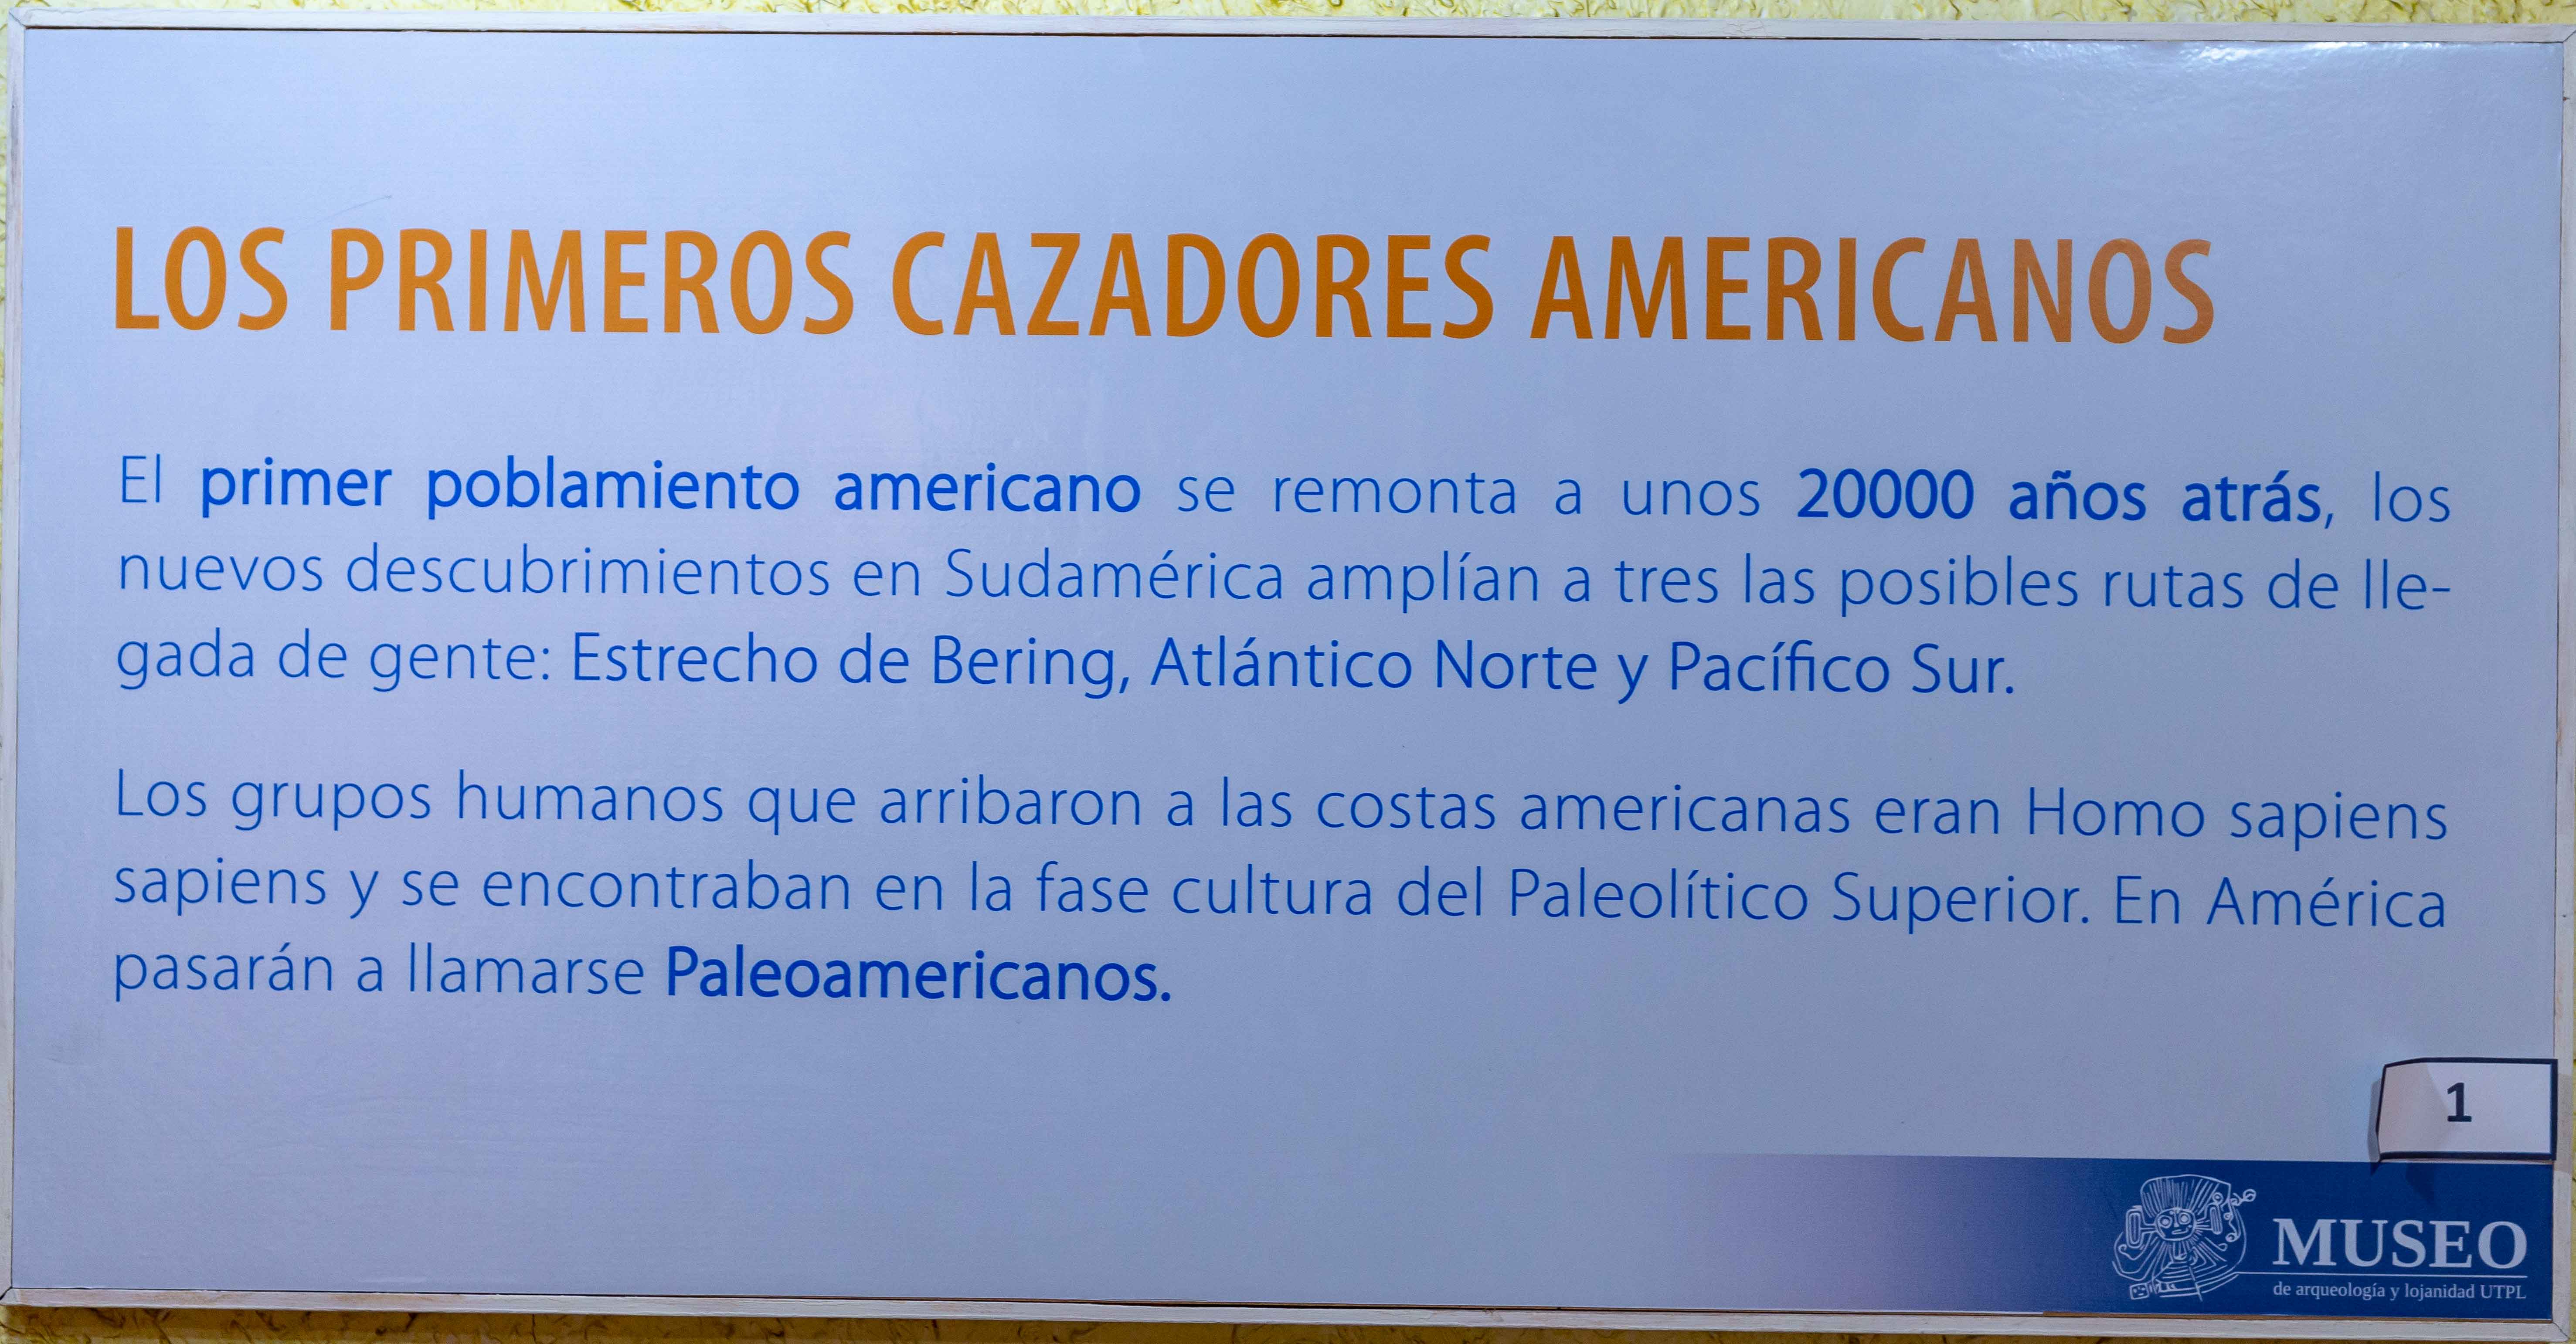 LOS PRIMEROS CAZADORES AMERICANOS
El primer poblamiento americano se remonta a unos 20000 años atrás, los
nuevos descubrimientos en Sudamérica amplían a tres las posibles rutas de lle-
gada de gente: Estrecho de Bering, Atlántico Norte y Pacífico Sur.
Los grupos humanos que arribaron a las costas americanas eran Homo sapiens
sapiens y se encontraban en la fase cultura del Paleolítico Superior. En América
pasarán a llamarse Paleoamericanos.
1
MUSEO
de arqueología y lojanidad UTPL